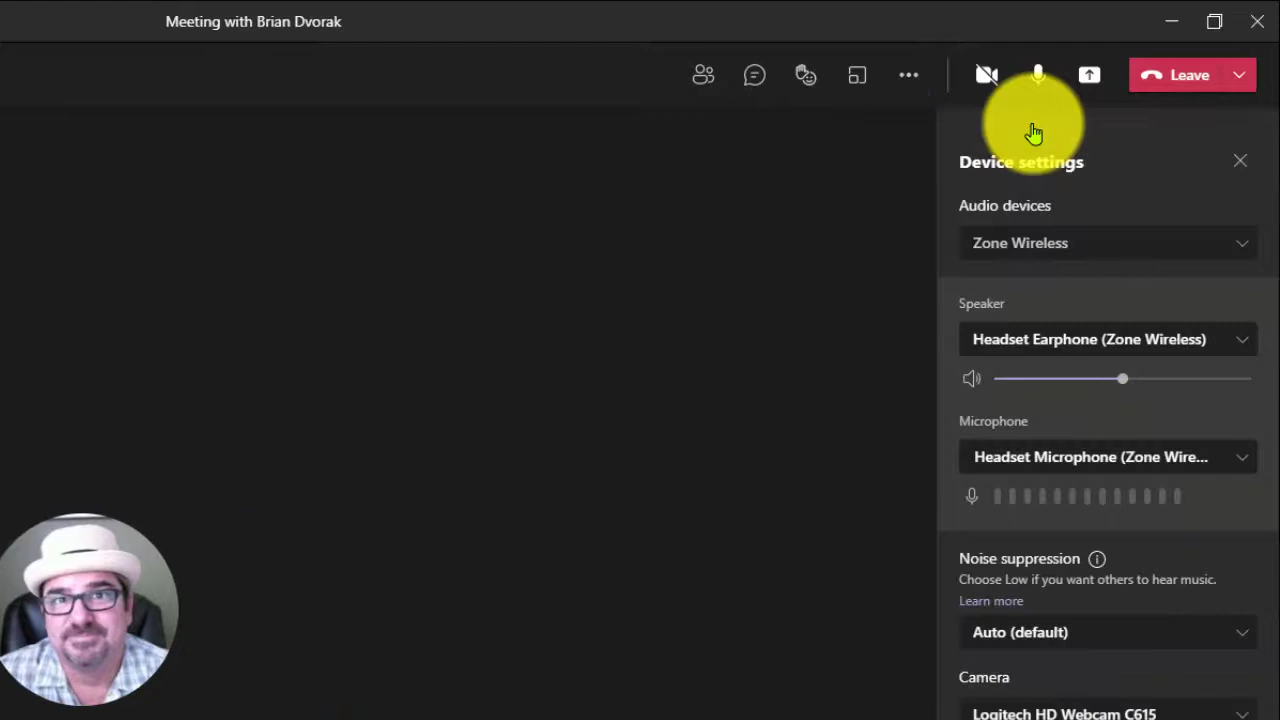 Meeting with Brian Dvorak
Leave
Device settings
Audio devices
Zone Wireless
Speaker
Headset Earphone (Zone Wireless)
Microphone
Headset Microphone (Zone Wire...
Noise suppression
Choose Low if you want others to hear music.
Learn more
Auto (default)
Camera
Logitech HD Webcam C615